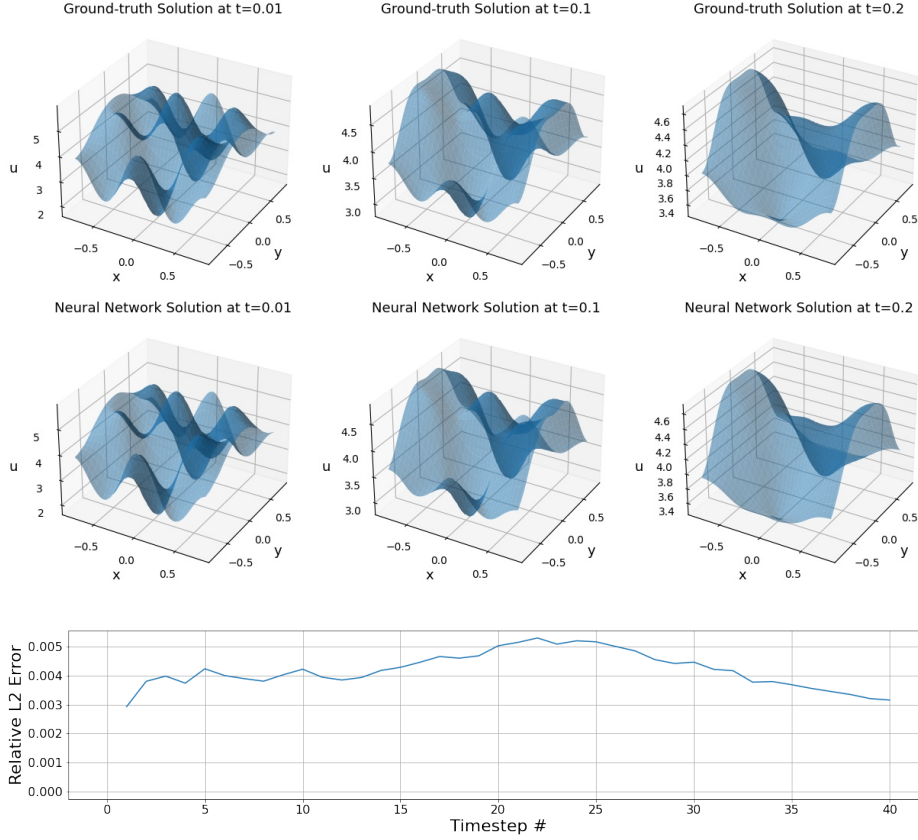 Ground-truth Solution at t=0.01
Ground-truth Solution at t=0.1
Ground-truth Solution at t=0.2
5
4
3
2
u
−0.5
0.0
0.5
x
−0.5
0.0
0.5
y
4.5
4.0
3.5
3.0
u
−0.5
0.0
0.5
x
−0.5
0.0
0.5
y
4.6
4.4
4.2
4.0
3.8
3.6
3.4
u
−0.5
0.0
0.5
x
−0.5
0.0
0.5
y
Neural Network Solution at t=0.01
Neural Network Solution at t=0.1
Neural Network Solution at t=0.2
5
4
3
2
u
−0.5
0.0
0.5
x
−0.5
0.0
0.5
y
4.5
4.0
3.5
3.0
u
−0.5
0.0
0.5
x
−0.5
0.0
0.5
y
4.6
4.4
4.2
4.0
3.8
3.6
3.4
u
−0.5
0.0
0.5
x
−0.5
0.0
0.5
y
Relative L2 Error
0.005
0.004
0.003
0.002
0.001
0.000
0 5 10 15 20 25 30 35 40
Timestep #